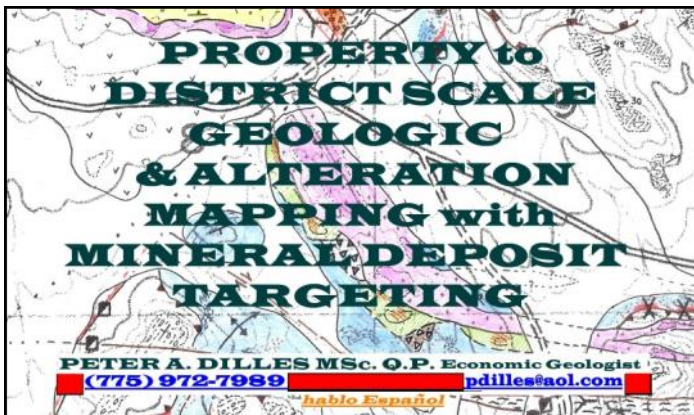 PROPERTY to
DISTRICT SCALE
GEOLOGIC
& ALTERATION
MAPPING with
MINERAL DEPOSIT
TARGETING
PETER A. DILLES MSc. Q.P. Economic Geologist
(775) 972-7989 pdilles@aol.com
hablo Español